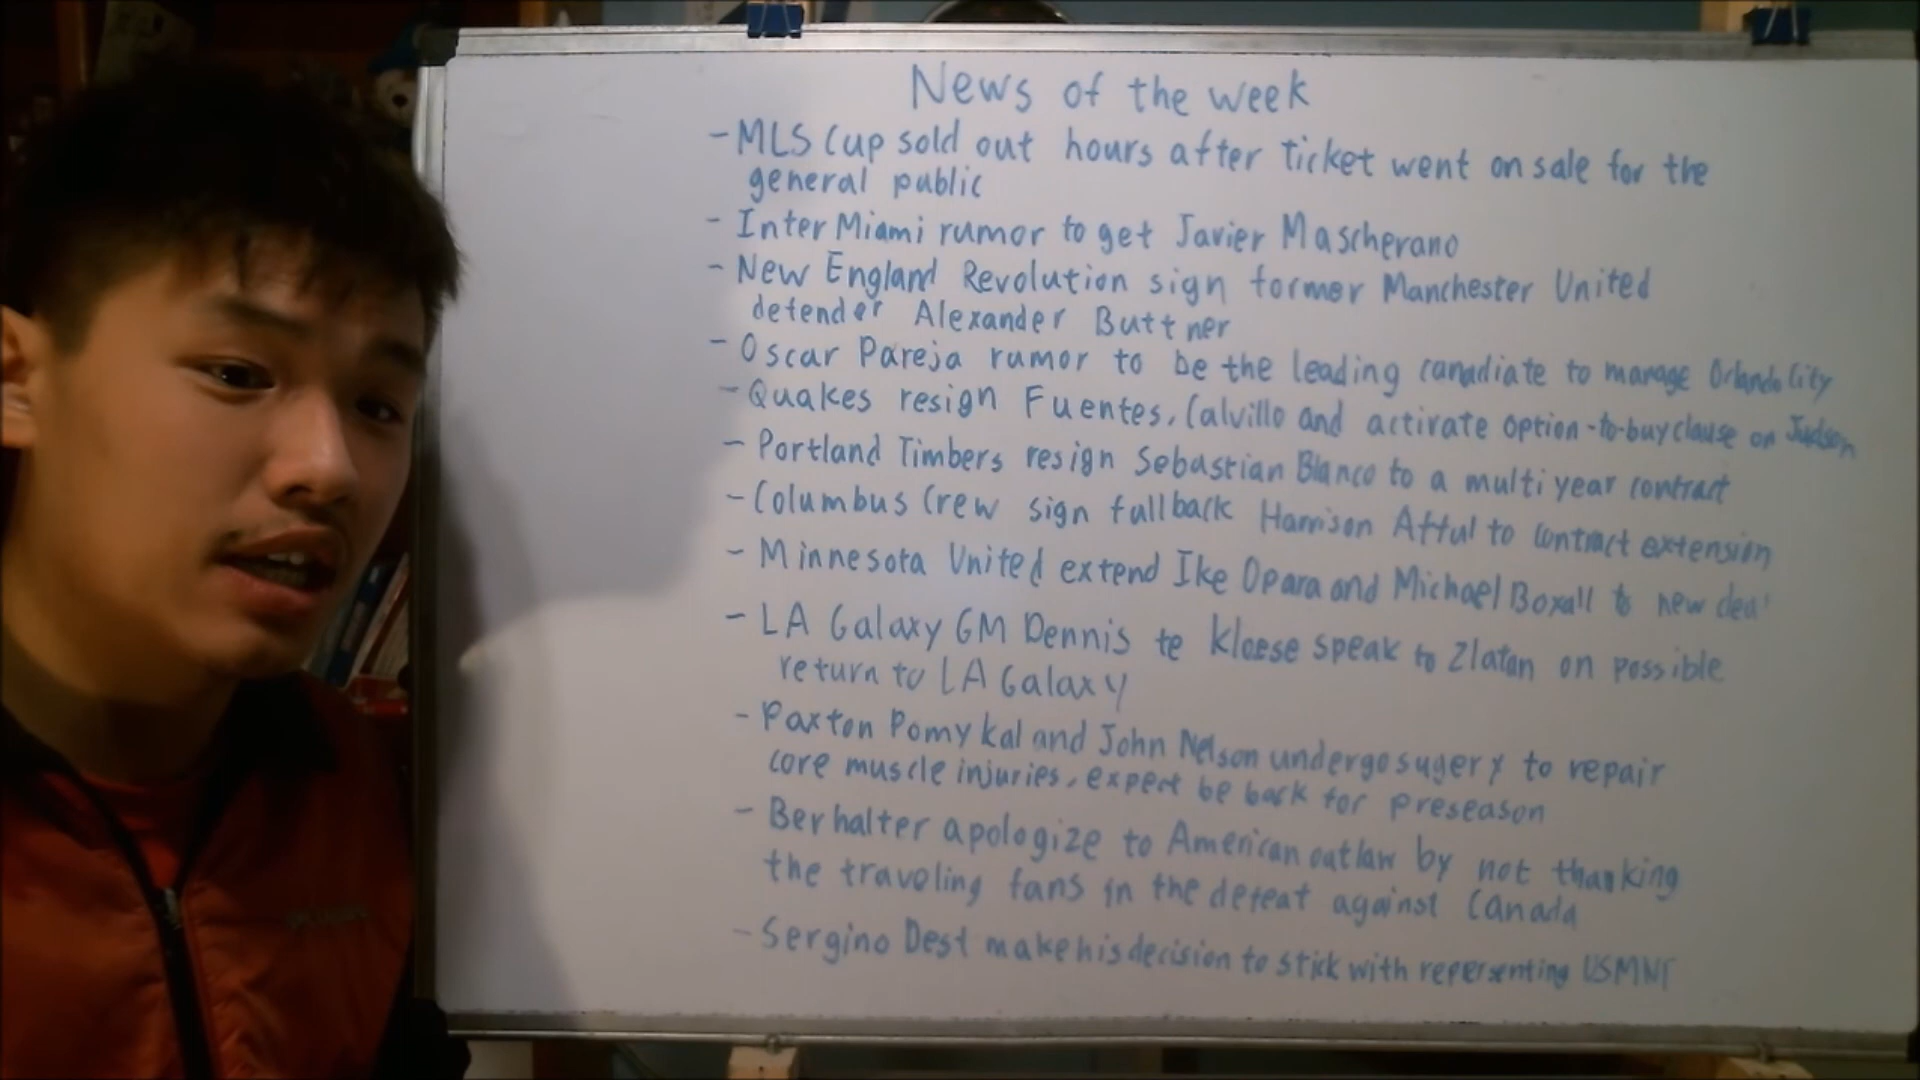 News of the week
- MLS Cup sold out hours after ticket went on sale for the
general public
- Inter Miami rumor to get Javier Mascherano
- New England Revolution sign former Manchester United
defender Alexander Buttner
- Oscar Pareja rumor to be the leading canadiate to manage Orlando City
- Quakes resign Fuentes, Calvillo and activate option-to-buy clause on Judson
- Portland Timbers resign Sebastian Blanco to a multi year contract
- Columbus Crew sign fullback Harrison Afful to contract extension
- Minnesota United extend Ike Opara and Michael Boxall to new deal
- LA Galaxy GM Dennis te kloese speak to Zlatan on possible
return to LA Galaxy
- Paxton Pomykal and John Nelson undergo sugery to repair
core muscle injuries, expect be back for preseason
- Berhalter apologize to American outlaw by not thanking
the traveling fans in the defeat against Canada
- Sergino Dest make his decision to stick with repersenting USMNT